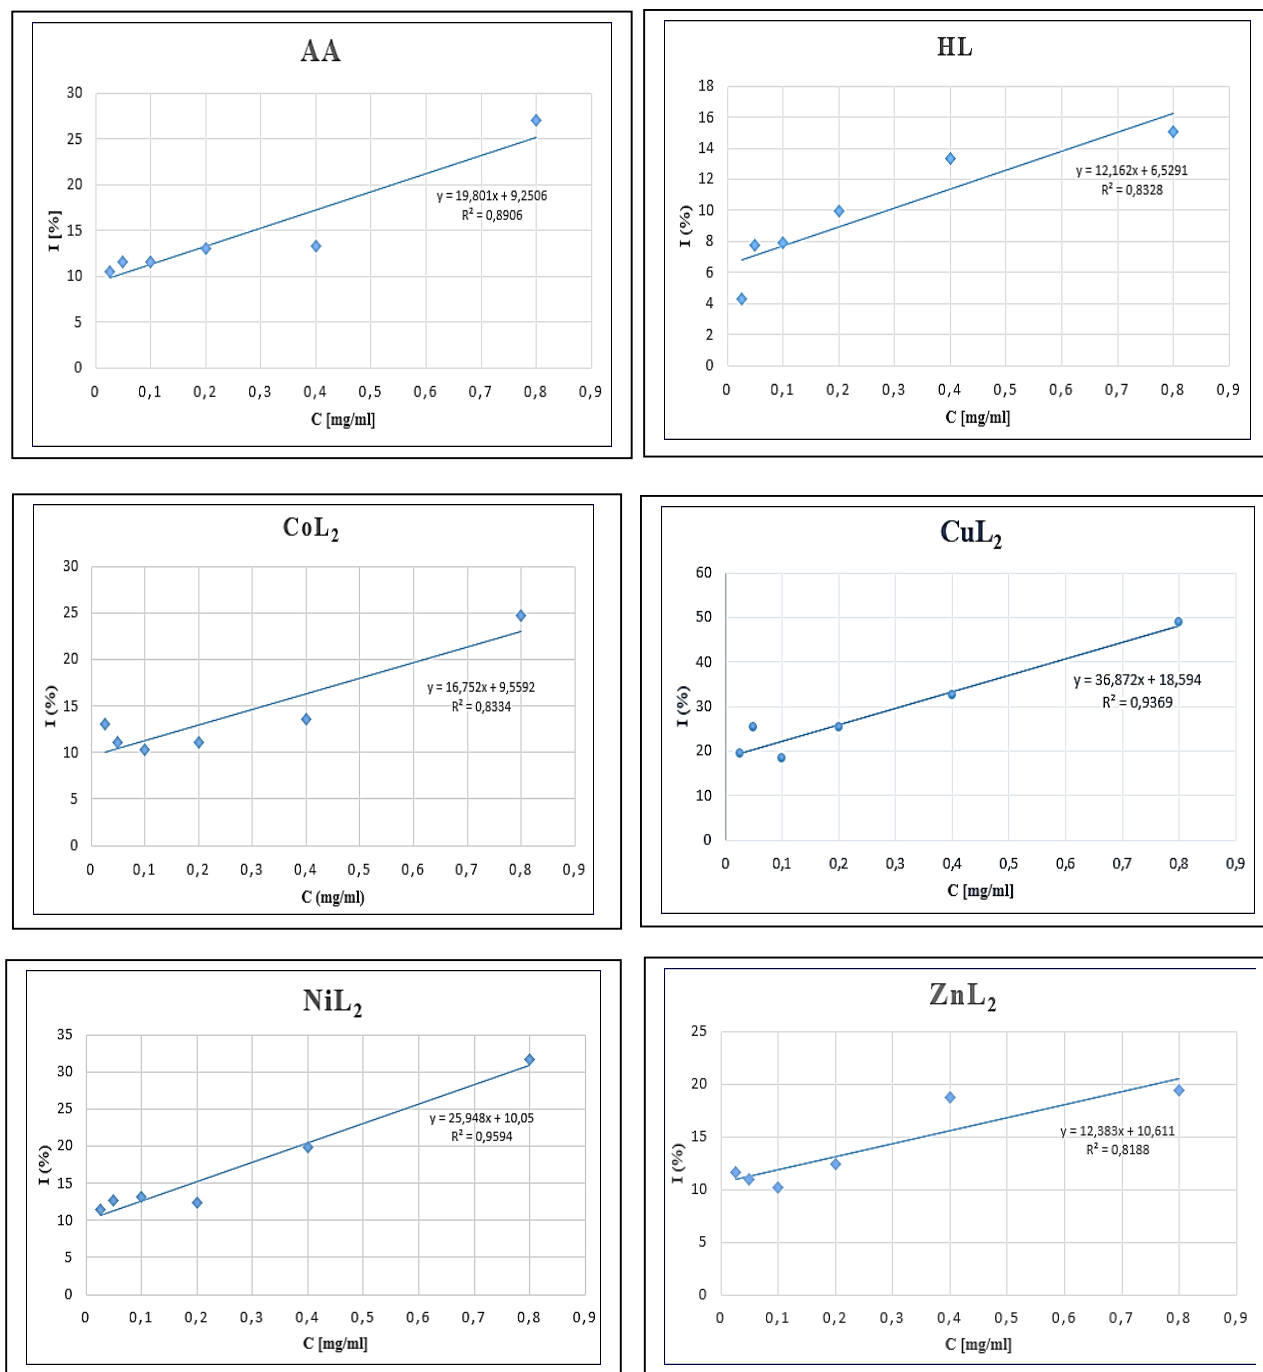 AA
30
25
20
15
10
5
0
I [%]
y = 19,801x + 9,2506
R² = 0,8906
0 0,1 0,2 0,3 0,4 0,5 0,6 0,7 0,8 0,9
C [mg/ml]
HL
18
16
14
12
10
8
6
4
2
0
I (%)
y = 12,162x + 6,5291
R² = 0,8328
0 0,1 0,2 0,3 0,4 0,5 0,6 0,7 0,8 0,9
C [mg/ml]
CoL₂
30
25
20
15
10
5
0
I (%)
y = 16,752x + 9,5592
R² = 0,8334
0 0,1 0,2 0,3 0,4 0,5 0,6 0,7 0,8 0,9
C (mg/ml)
CuL₂
60
50
40
30
20
10
0
I (%)
y = 36,872x + 18,594
R² = 0,9369
0 0,1 0,2 0,3 0,4 0,5 0,6 0,7 0,8 0,9
C [mg/ml]
NiL₂
35
30
25
20
15
10
5
0
I (%)
y = 25,948x + 10,05
R² = 0,9594
0 0,1 0,2 0,3 0,4 0,5 0,6 0,7 0,8 0,9
C [mg/ml]
ZnL₂
25
20
15
10
5
0
I (%)
y = 12,383x + 10,611
R² = 0,8188
0 0,1 0,2 0,3 0,4 0,5 0,6 0,7 0,8 0,9
C [mg/ml]